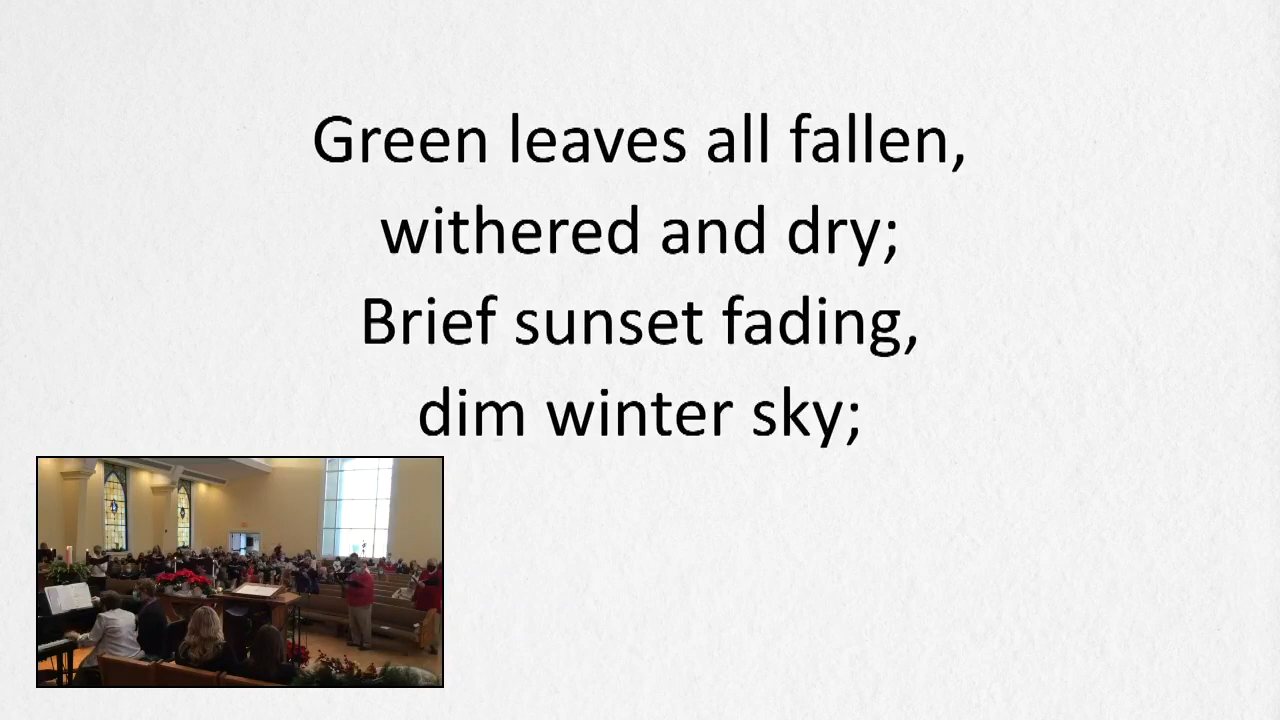 Green leaves all fallen,
withered and dry;
Brief sunset fading,
dim winter sky;